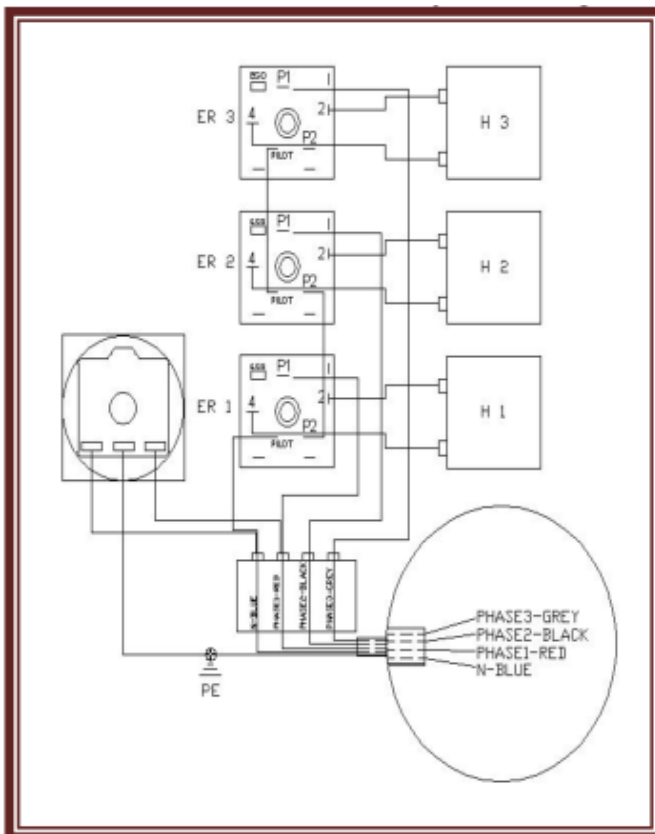 EGO P1 1
ER 3 4 2 H 3
P2
PILOT
P1 1
ER 2 4 2 H 2
P2
PILOT
P1 1
ER 1 4 2 H 1
P2
PILOT
N-BLUE
PHASE1-RED
PHASE2-BLACK
PHASE3-GREY
PHASE3-GREY
PHASE2-BLACK
PHASE1-RED
N-BLUE
PE